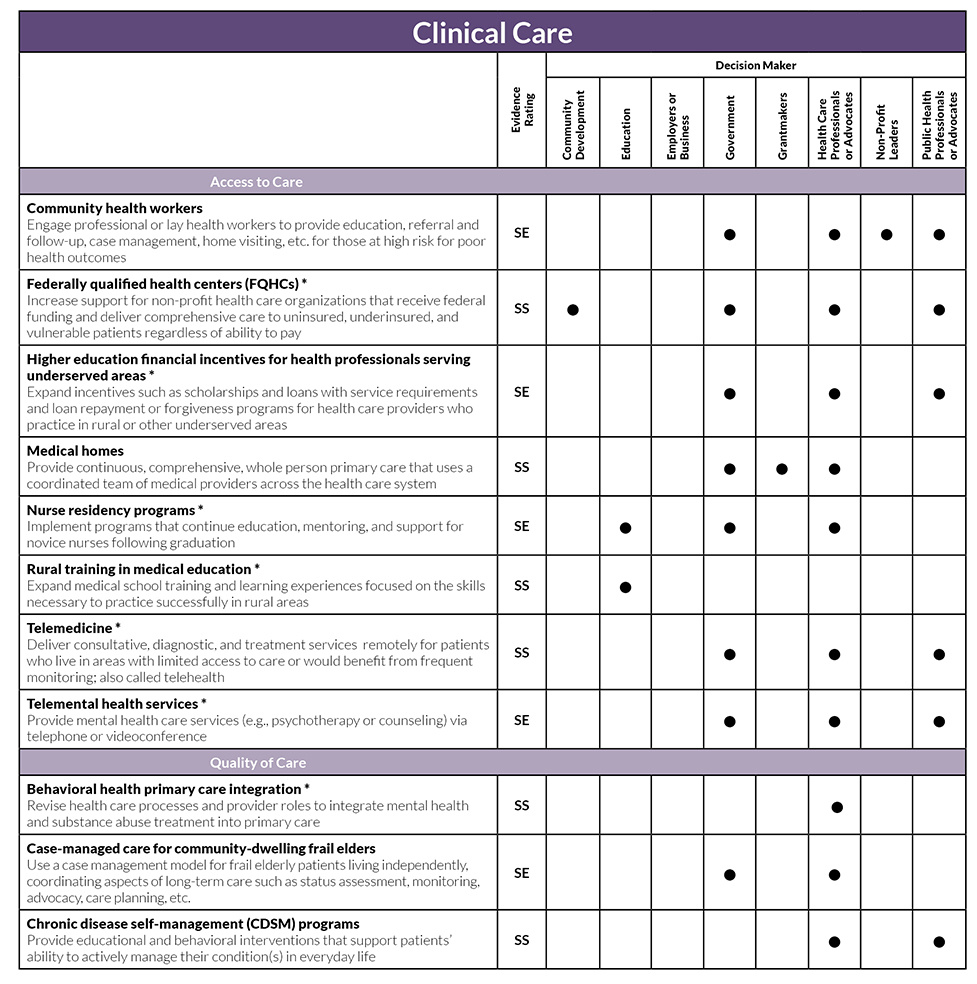 Clinical Care
Evidence
Rating
Decision Maker
Community
Development
Education
Employers or
Business
Government
Grantmakers
Health Care
Professionals
or Advocates
Non-Profit
Leaders
Public Health
Professionals
or Advocates
Access to Care
Community health workers
Engage professional or lay health workers to provide education, referral and
follow-up, case management, home visiting, etc. for those at high risk for poor
health outcomes
SE
Federally qualified health centers (FQHCs) *
Increase support for non-profit health care organizations that receive federal
funding and deliver comprehensive care to uninsured, underinsured, and
vulnerable patients regardless of ability to pay
SS
Higher education financial incentives for health professionals serving
underserved areas *
Expand incentives such as scholarships and loans with service requirements
and loan repayment or forgiveness programs for health care providers who
practice in rural or other underserved areas
SE
Medical homes
Provide continuous, comprehensive, whole person primary care that uses a
coordinated team of medical providers across the health care system
SS
Nurse residency programs *
Implement programs that continue education, mentoring, and support for
novice nurses following graduation
SE
Rural training in medical education *
Expand medical school training and learning experiences focused on the skills
necessary to practice successfully in rural areas
SS
Telemedicine *
Deliver consultative, diagnostic, and treatment services remotely for patients
who live in areas with limited access to care or would benefit from frequent
monitoring; also called telehealth
SS
Telemental health services *
Provide mental health care services (e.g., psychotherapy or counseling) via
telephone or videoconference
SE
Quality of Care
Behavioral health primary care integration *
Revise health care processes and provider roles to integrate mental health
and substance abuse treatment into primary care
SS
Case-managed care for community-dwelling frail elders
Use a case management model for frail elderly patients living independently,
coordinating aspects of long-term care such as status assessment, monitoring,
advocacy, care planning, etc.
SE
Chronic disease self-management (CDSM) programs
Provide educational and behavioral interventions that support patients'
ability to actively manage their condition(s) in everyday life
SS